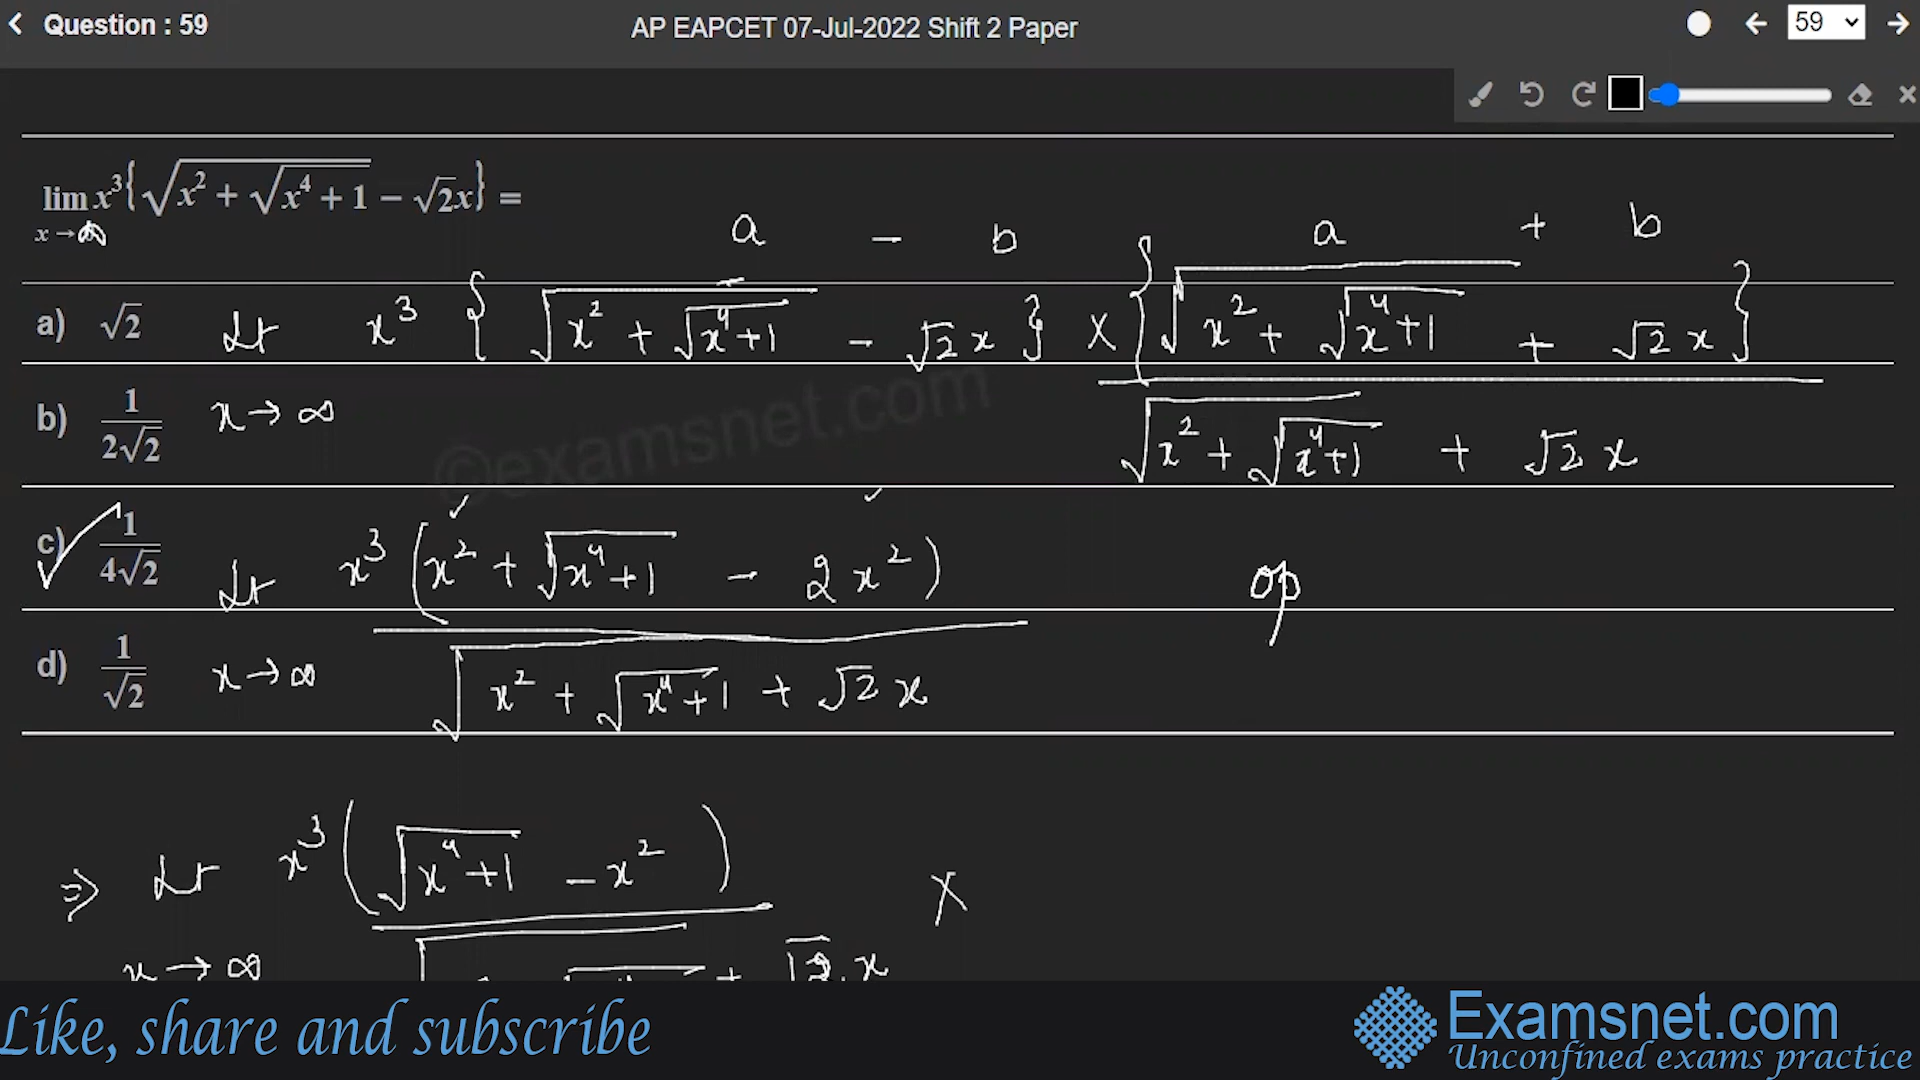 Question : 59
AP EAPCET 07-Jul-2022 Shift 2 Paper
59
lim x→∞ x³{√(x² + √(x⁴ + 1)) − √2x} =
a − b a + b
a) √2
Lt x→∞ x³ { √(x² + √(x⁴+1)) − √2 x } × { √(x² + √(x⁴+1)) + √2 x } / √(x² + √(x⁴+1)) + √2 x
b) 1/(2√2)
©examsnet.com
c) 1/(4√2)
Lt x→∞ x³ (x² + √(x⁴+1) − 2x²) / √(x² + √(x⁴+1) + √2 x
op
d) 1/√2
⇒ Lt x→∞ x³ (√(x⁴+1) − x²) ×
Like, share and subscribe
Examsnet.com
Unconfined exams practice